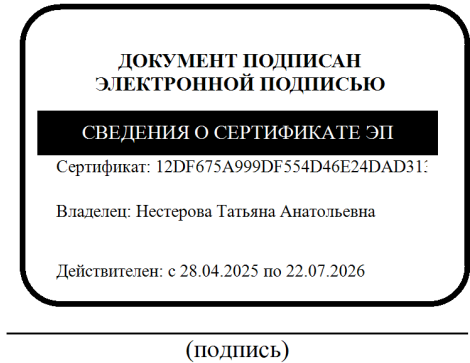 ДОКУМЕНТ ПОДПИСАН
ЭЛЕКТРОННОЙ ПОДПИСЬЮ
СВЕДЕНИЯ О СЕРТИФИКАТЕ ЭП
Сертификат: 12DF675A999DF554D46E24DAD313
Владелец: Нестерова Татьяна Анатольевна
Действителен: с 28.04.2025 по 22.07.2026
(подпись)